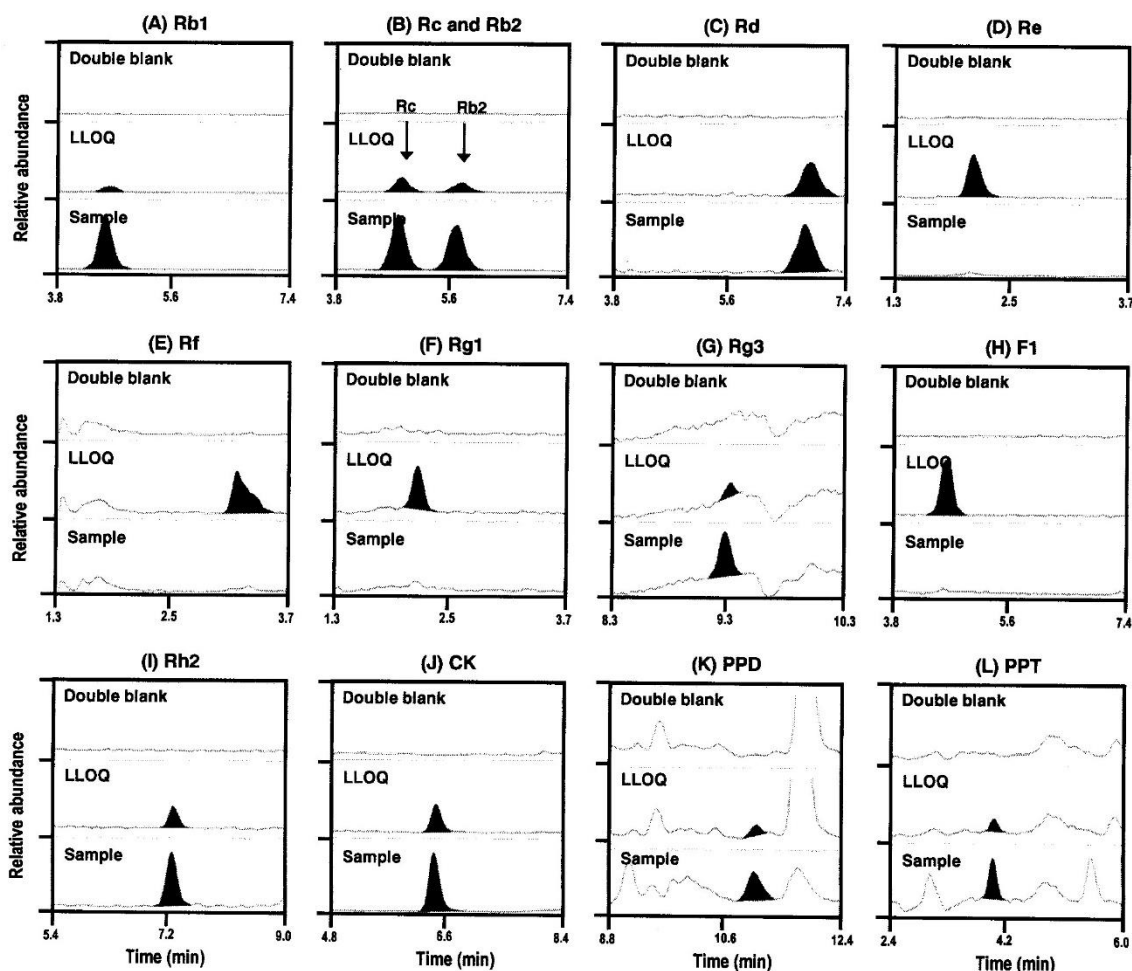 (A) Rb1
(B) Rc and Rb2
(C) Rd
(D) Re
Relative abundance
Double blank
LLOQ
Sample
3.8 5.6 7.4
Double blank
Rc Rb2
LLOQ
Sample
3.8 5.6 7.4
Double blank
LLOQ
Sample
3.8 5.6 7.4
Double blank
LLOQ
Sample
1.3 2.5 3.7
(E) Rf
(F) Rg1
(G) Rg3
(H) F1
Relative abundance
Double blank
LLOQ
Sample
1.3 2.5 3.7
Double blank
LLOQ
Sample
1.3 2.5 3.7
Double blank
LLOQ
Sample
8.3 9.3 10.3
Double blank
LLOQ
Sample
3.8 5.6 7.4
(I) Rh2
(J) CK
(K) PPD
(L) PPT
Relative abundance
Double blank
LLOQ
Sample
5.4 7.2 9.0
Time (min)
Double blank
LLOQ
Sample
4.8 6.6 8.4
Time (min)
Double blank
LLOQ
Sample
8.8 10.6 12.4
Time (min)
Double blank
LLOQ
Sample
2.4 4.2 6.0
Time (min)